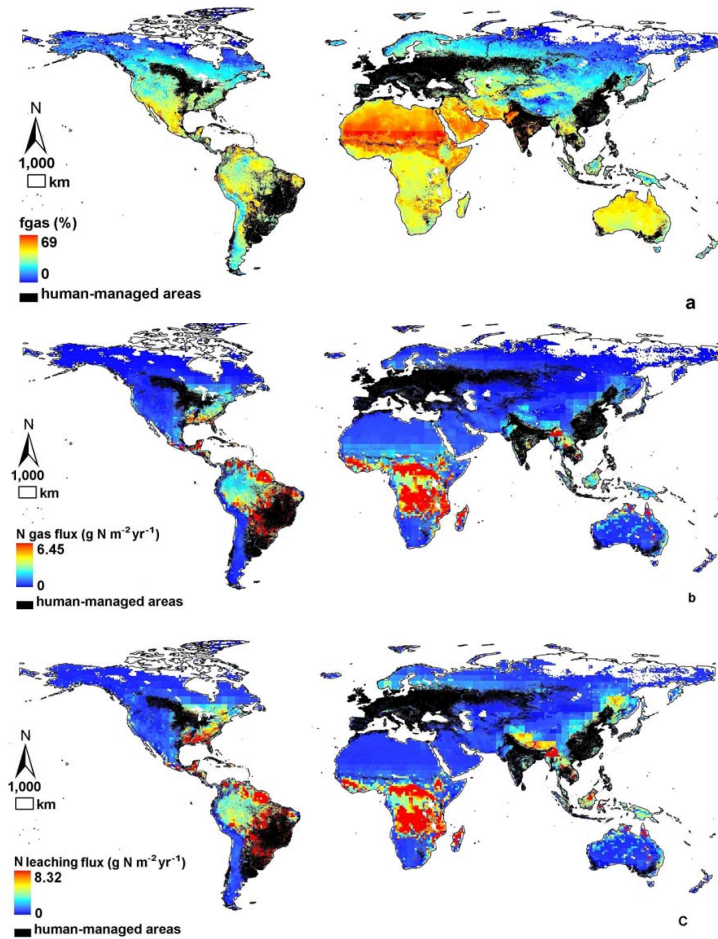 N
1,000
km
fgas (%)
69
0
human-managed areas
a
N
1,000
km
N gas flux (g N m⁻² yr⁻¹)
6.45
0
human-managed areas
b
N
1,000
km
N leaching flux (g N m⁻² yr⁻¹)
8.32
0
human-managed areas
C